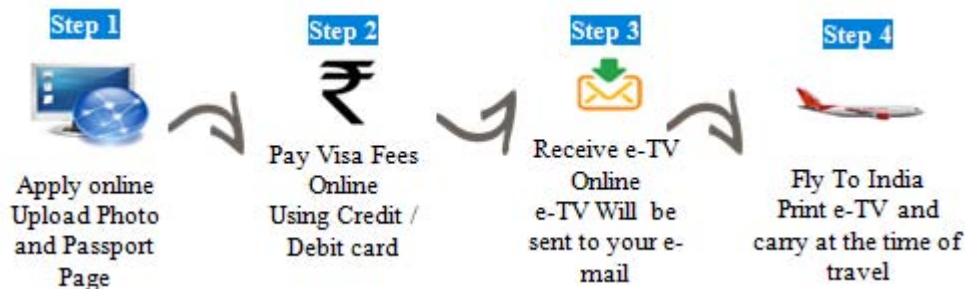 Step 1
Apply online
Upload Photo
and Passport
Page
Step 2
₹
Pay Visa Fees
Online
Using Credit /
Debit card
Step 3
Receive e-TV
Online
e-TV Will be
sent to your e-
mail
Step 4
Fly To India
Print e-TV and
carry at the time of
travel